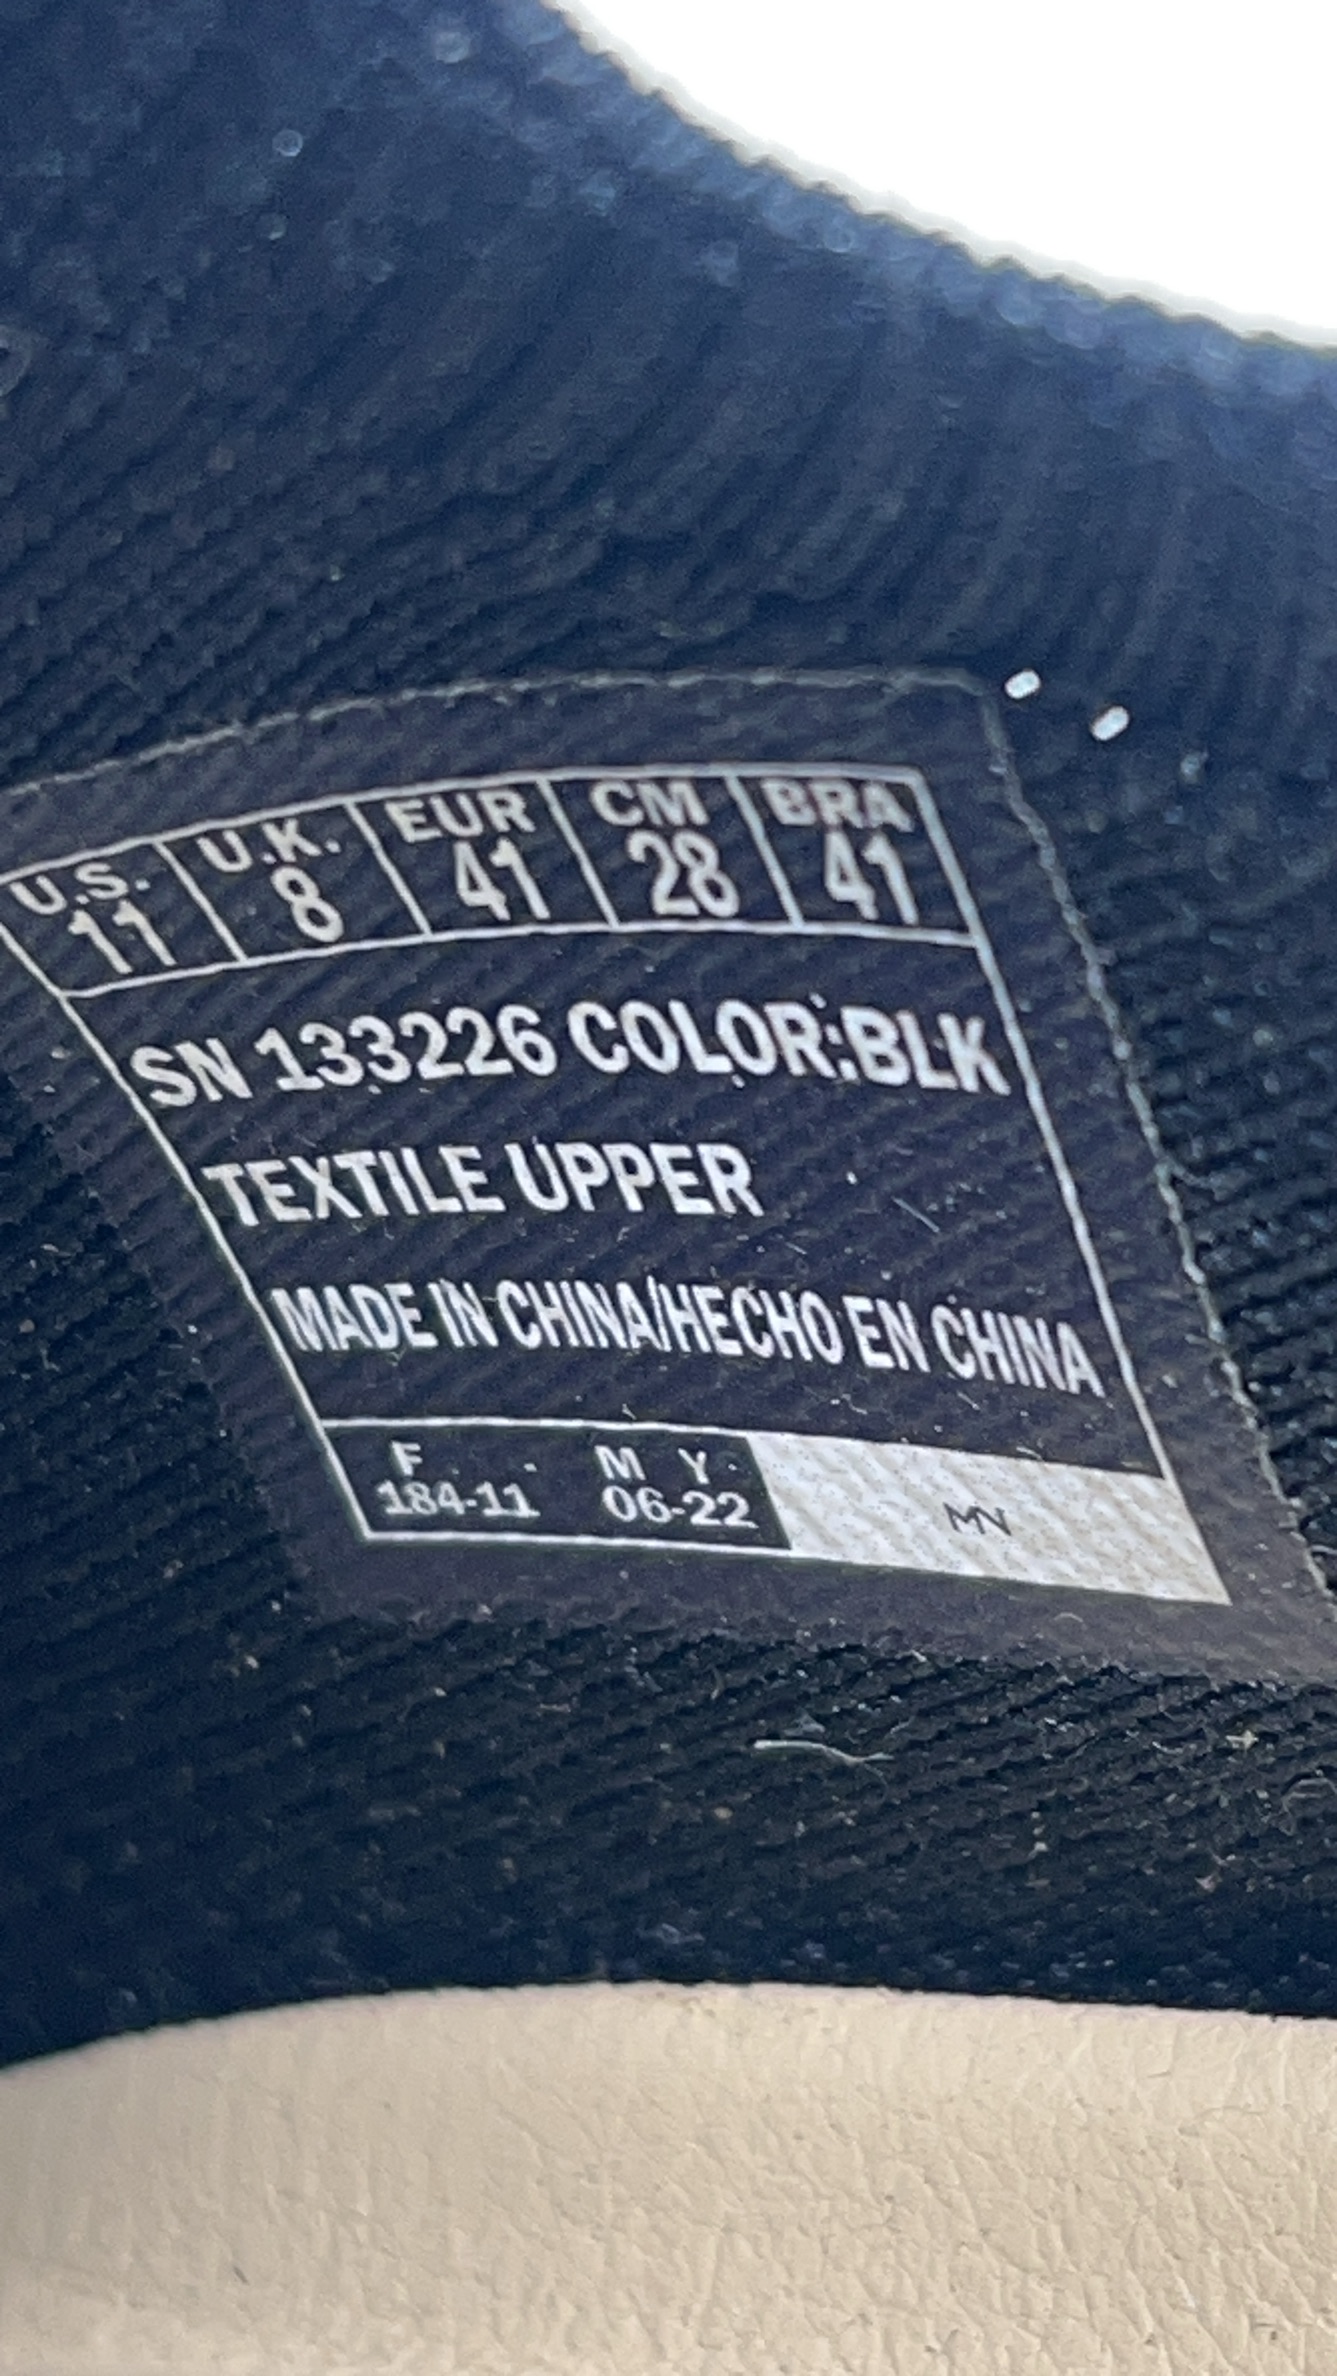 U.S. U.K. EUR CM BRA
11 8 41 28 41
SN 133226 COLOR:BLK
TEXTILE UPPER
MADE IN CHINA/HECHO EN CHINA
F M Y
184-11 06-22
MN